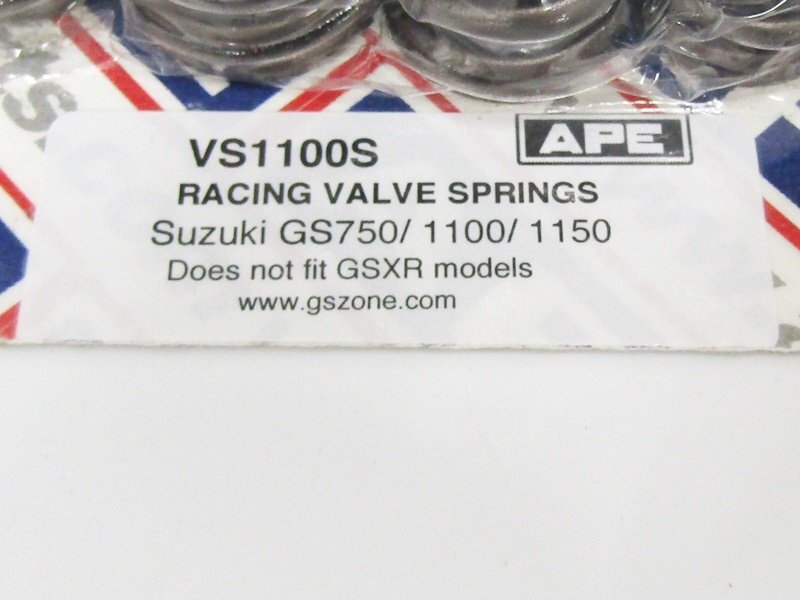 VS1100S
APE
RACING VALVE SPRINGS
Suzuki GS750/ 1100/ 1150
Does not fit GSXR models
www.gszone.com